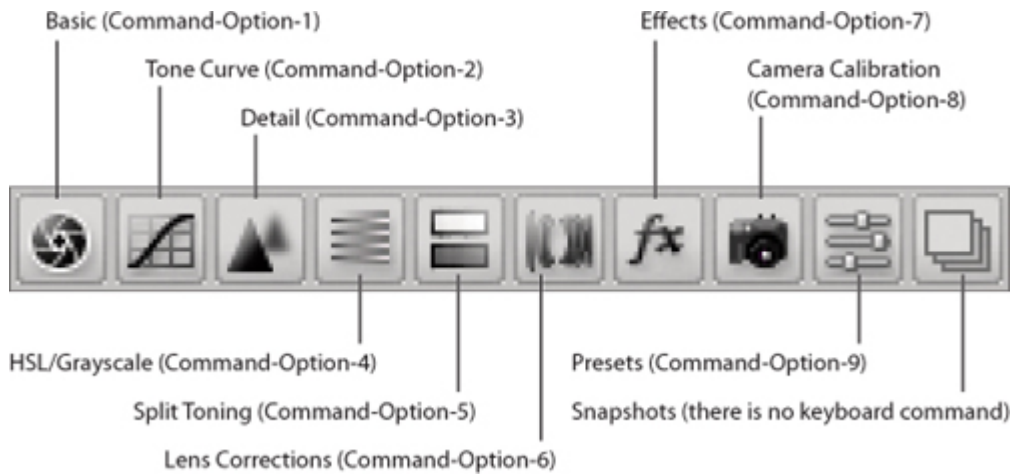 Basic (Command-Option-1)
Effects (Command-Option-7)
Tone Curve (Command-Option-2)
Camera Calibration
(Command-Option-8)
Detail (Command-Option-3)
fx
HSL/Grayscale (Command-Option-4)
Presets (Command-Option-9)
Split Toning (Command-Option-5)
Snapshots (there is no keyboard command)
Lens Corrections (Command-Option-6)